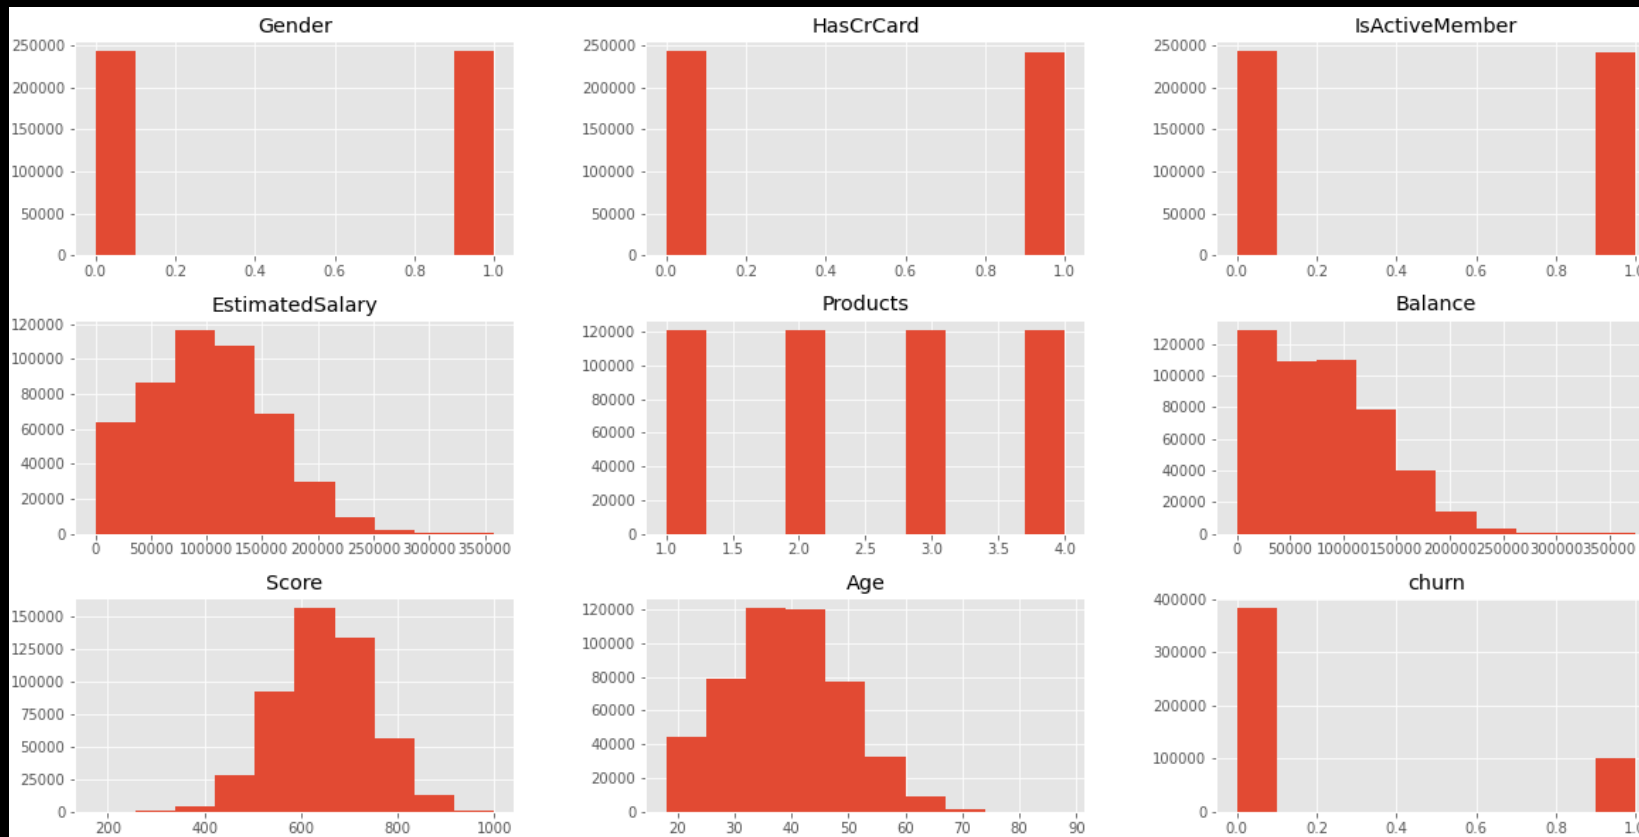 Gender HasCrCard IsActiveMember
250000 250000 250000
200000 200000 200000
150000 150000 150000
100000 100000 100000
50000 50000 50000
0 0 0
0.0 0.2 0.4 0.6 0.8 1.0 0.0 0.2 0.4 0.6 0.8 1.0 0.0 0.2 0.4 0.6 0.8 1.0
EstimatedSalary Products Balance
120000 120000 120000
100000 100000 100000
80000 80000 80000
60000 60000 60000
40000 40000 40000
20000 20000 20000
0 0 0
0 50000 100000 150000 200000 250000 300000 350000 1.0 1.5 2.0 2.5 3.0 3.5 4.0 0 50000 100000 150000 200000 250000 300000 350000
Score Age churn
150000 120000 400000
125000 100000 300000
100000 80000 200000
75000 60000 100000
50000 40000 0
25000 20000
0 0
200 400 600 800 1000 20 30 40 50 60 70 80 90 0.0 0.2 0.4 0.6 0.8 1.0